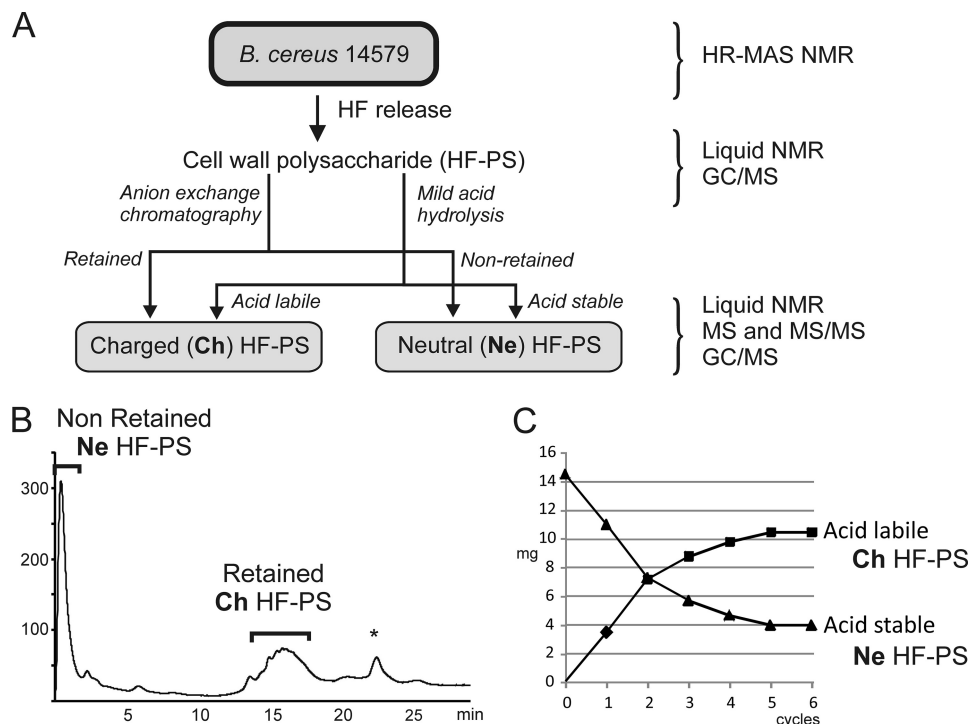 A
B. cereus 14579
HR-MAS NMR
HF release
Cell wall polysaccharide (HF-PS)
Liquid NMR
GC/MS
Anion exchange
chromatography
Mild acid
hydrolysis
Retained
Non-retained
Acid labile
Acid stable
Charged (Ch) HF-PS
Neutral (Ne) HF-PS
Liquid NMR
MS and MS/MS
GC/MS
B
Non Retained
Ne HF-PS
300
200
100
Retained
Ch HF-PS
*
5 10 15 20 25 min
C
16
14
12
10
mg
8
6
4
2
0
Acid labile
Ch HF-PS
Acid stable
Ne HF-PS
0 1 2 3 4 5 6
cycles